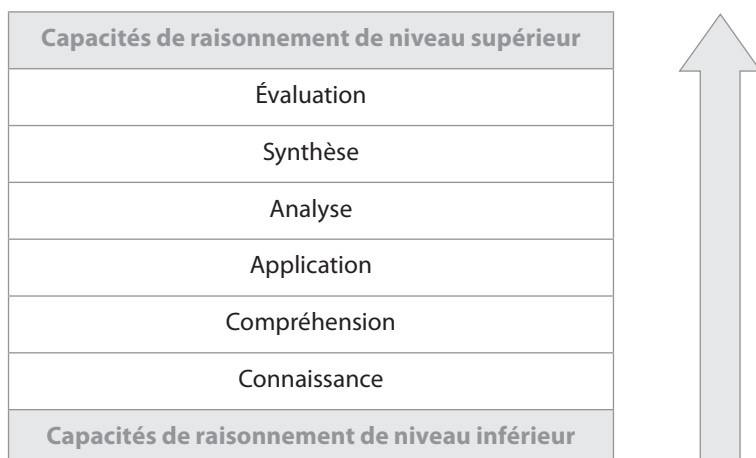 Capacités de raisonnement de niveau supérieur
Évaluation
Synthèse
Analyse
Application
Compréhension
Connaissance
Capacités de raisonnement de niveau inférieur